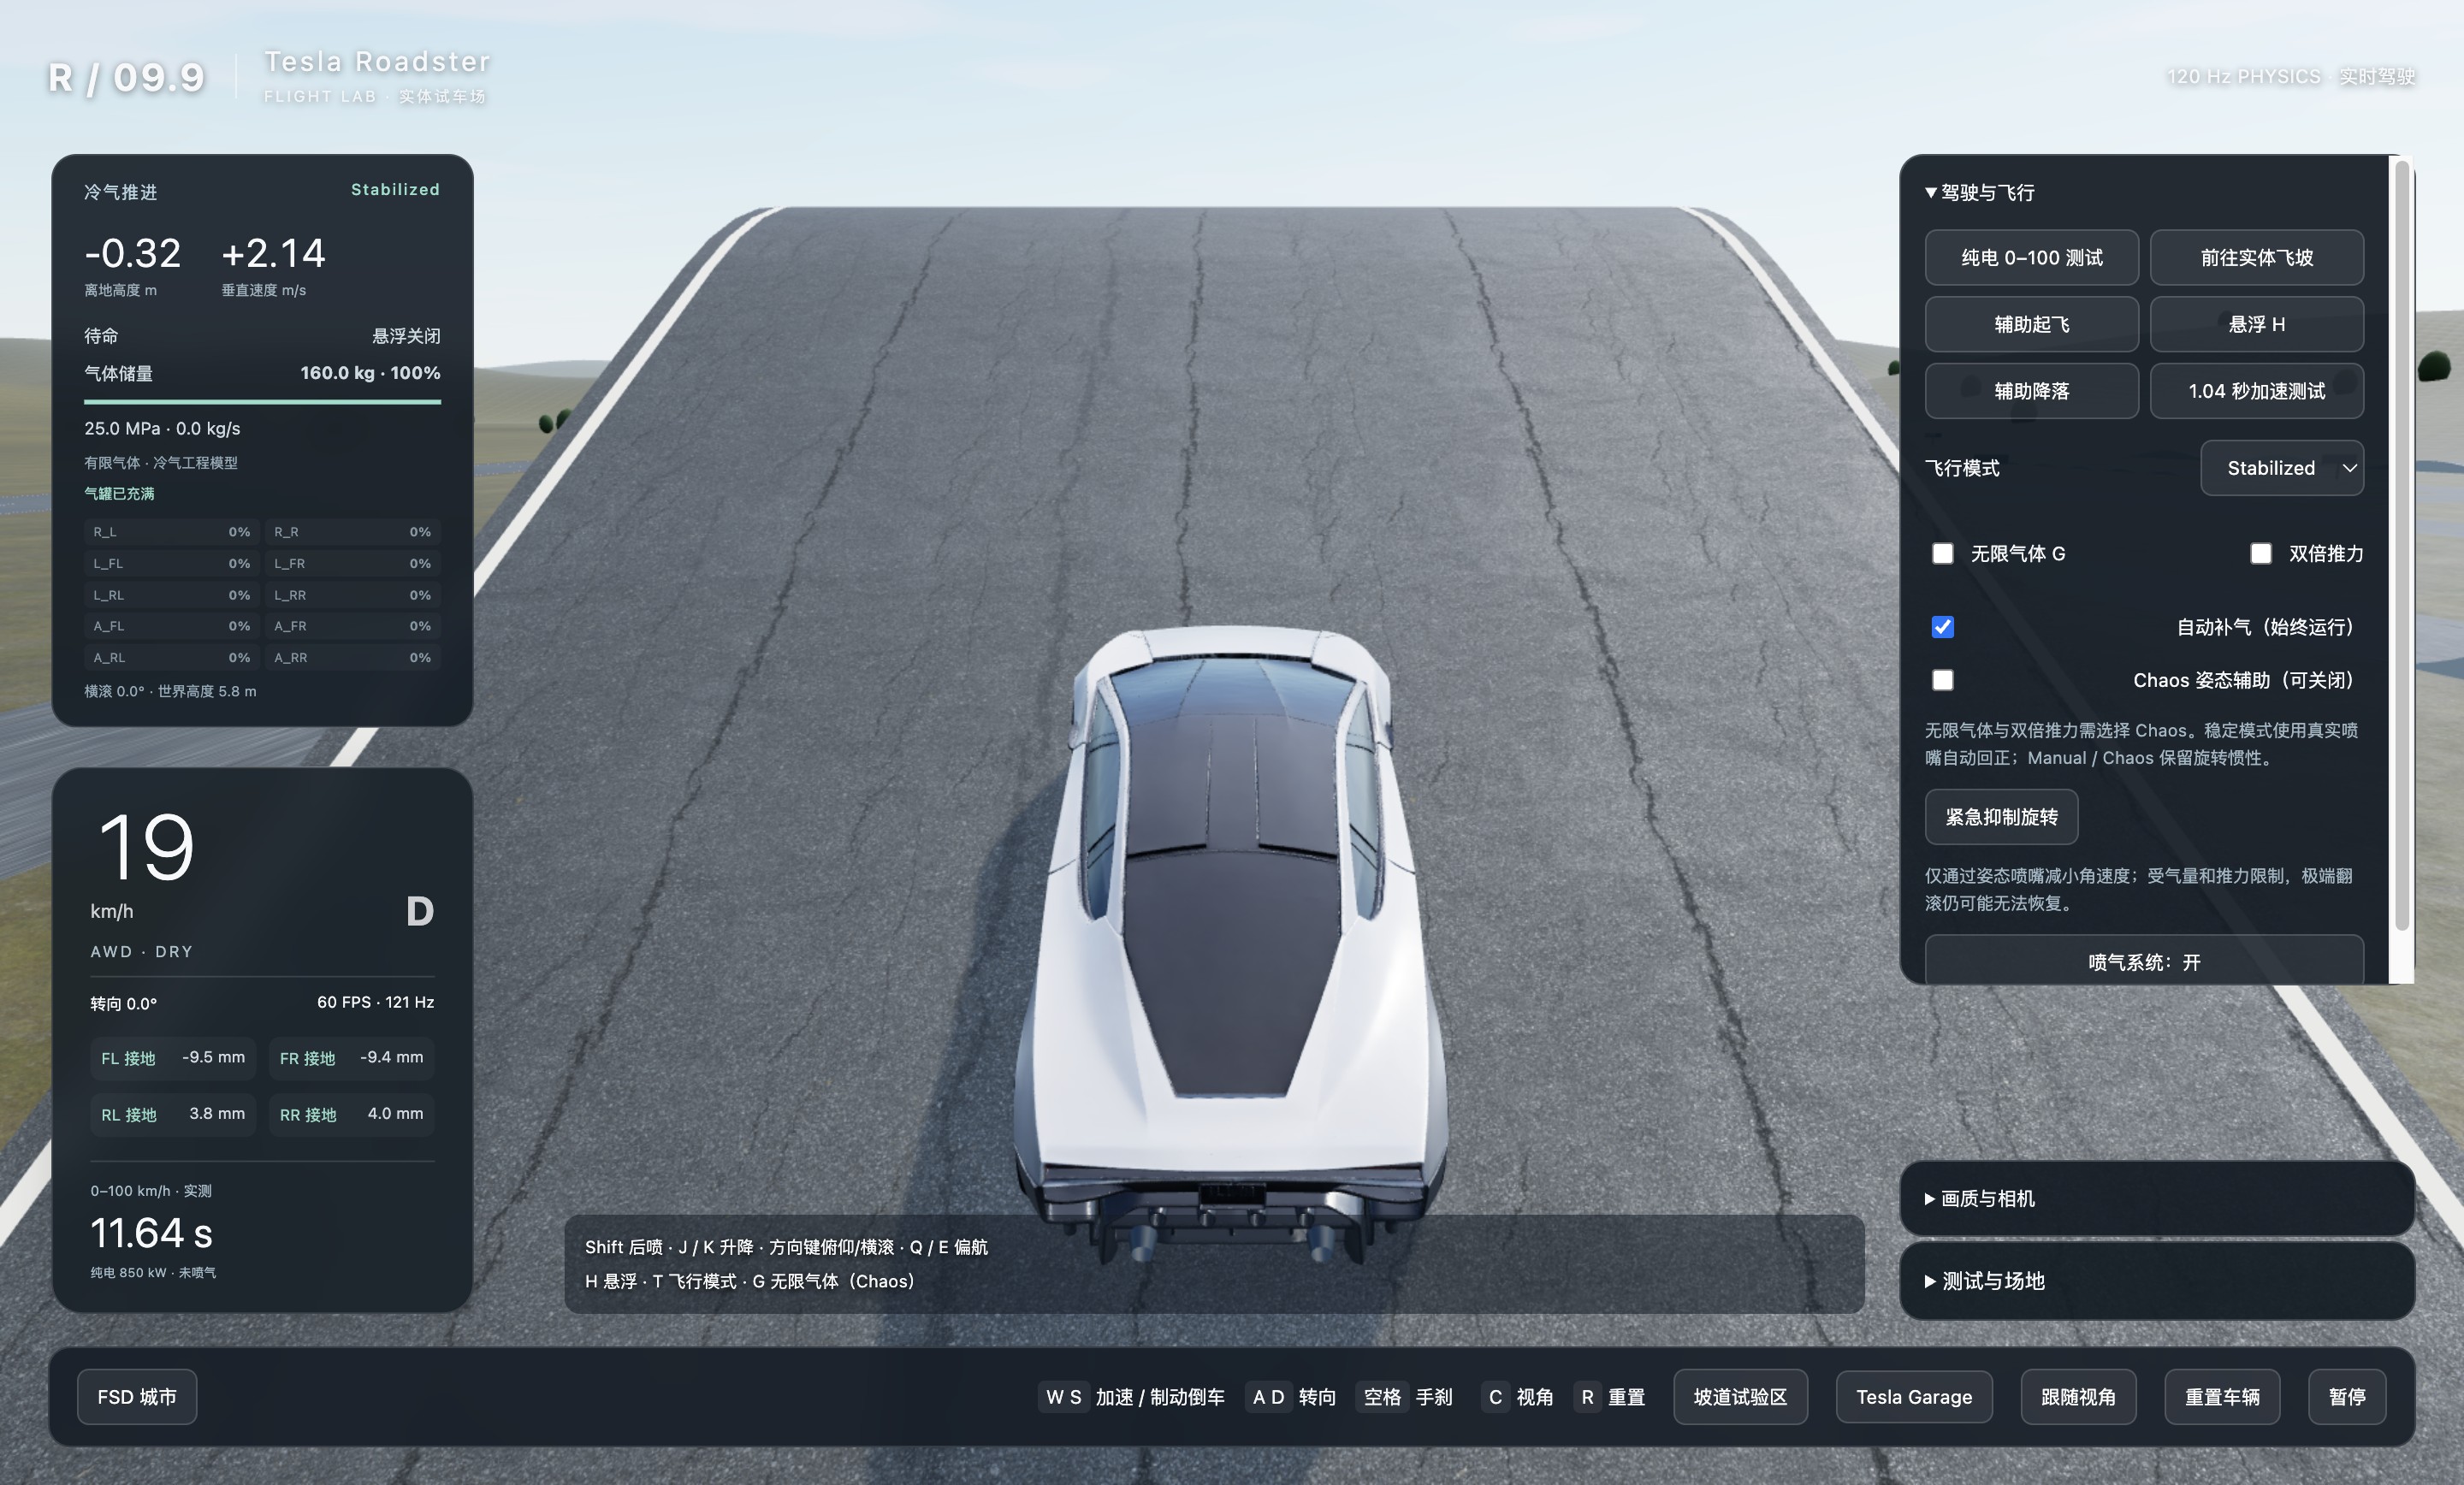 R / 09.9
Tesla Roadster
FLIGHT LAB · 实体试车场
120 Hz PHYSICS · 实时驾驶
冷气推进
Stabilized
-0.32 +2.14
离地高度 m 垂直速度 m/s
待命 悬浮关闭
气体储量 160.0 kg · 100%
25.0 MPa · 0.0 kg/s
有限气体 · 冷气工程模型
气罐已充满
R_L 0% R_R 0%
L_FL 0% L_FR 0%
L_RL 0% L_RR 0%
A_FL 0% A_FR 0%
A_RL 0% A_RR 0%
横滚 0.0° · 世界高度 5.8 m
19
km/h D
AWD · DRY
转向 0.0° 60 FPS · 121 Hz
FL 接地 -9.5 mm FR 接地 -9.4 mm
RL 接地 3.8 mm RR 接地 4.0 mm
0–100 km/h · 实测
11.64 s
纯电 850 kW · 未喷气
▼驾驶与飞行
纯电 0–100 测试 前往实体飞坡
辅助起飞 悬浮 H
辅助降落 1.04 秒加速测试
飞行模式 Stabilized
无限气体 G 双倍推力
自动补气（始终运行）
Chaos 姿态辅助（可关闭）
无限气体与双倍推力需选择 Chaos。稳定模式使用真实喷
嘴自动回正；Manual / Chaos 保留旋转惯性。
紧急抑制旋转
仅通过姿态喷嘴减小角速度；受气量和推力限制，极端翻
滚仍可能无法恢复。
喷气系统：开
▶画质与相机
▶测试与场地
Shift 后喷 · J / K 升降 · 方向键俯仰/横滚 · Q / E 偏航
H 悬浮 · T 飞行模式 · G 无限气体（Chaos）
FSD 城市 W S 加速 / 制动倒车 A D 转向 空格 手刹 C 视角 R 重置 坡道试验区 Tesla Garage 跟随视角 重置车辆 暂停